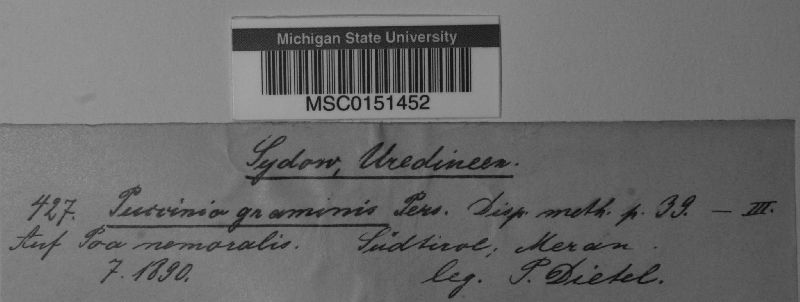 Michigan State University
MSC0151452
Sydow, Uredineen.
427. Puccinia graminis Pers. Disp. meth. p. 39. — III.
Auf Poa nemoralis. Südtirol, Meran.
7. 1890. leg. P. Dietel.